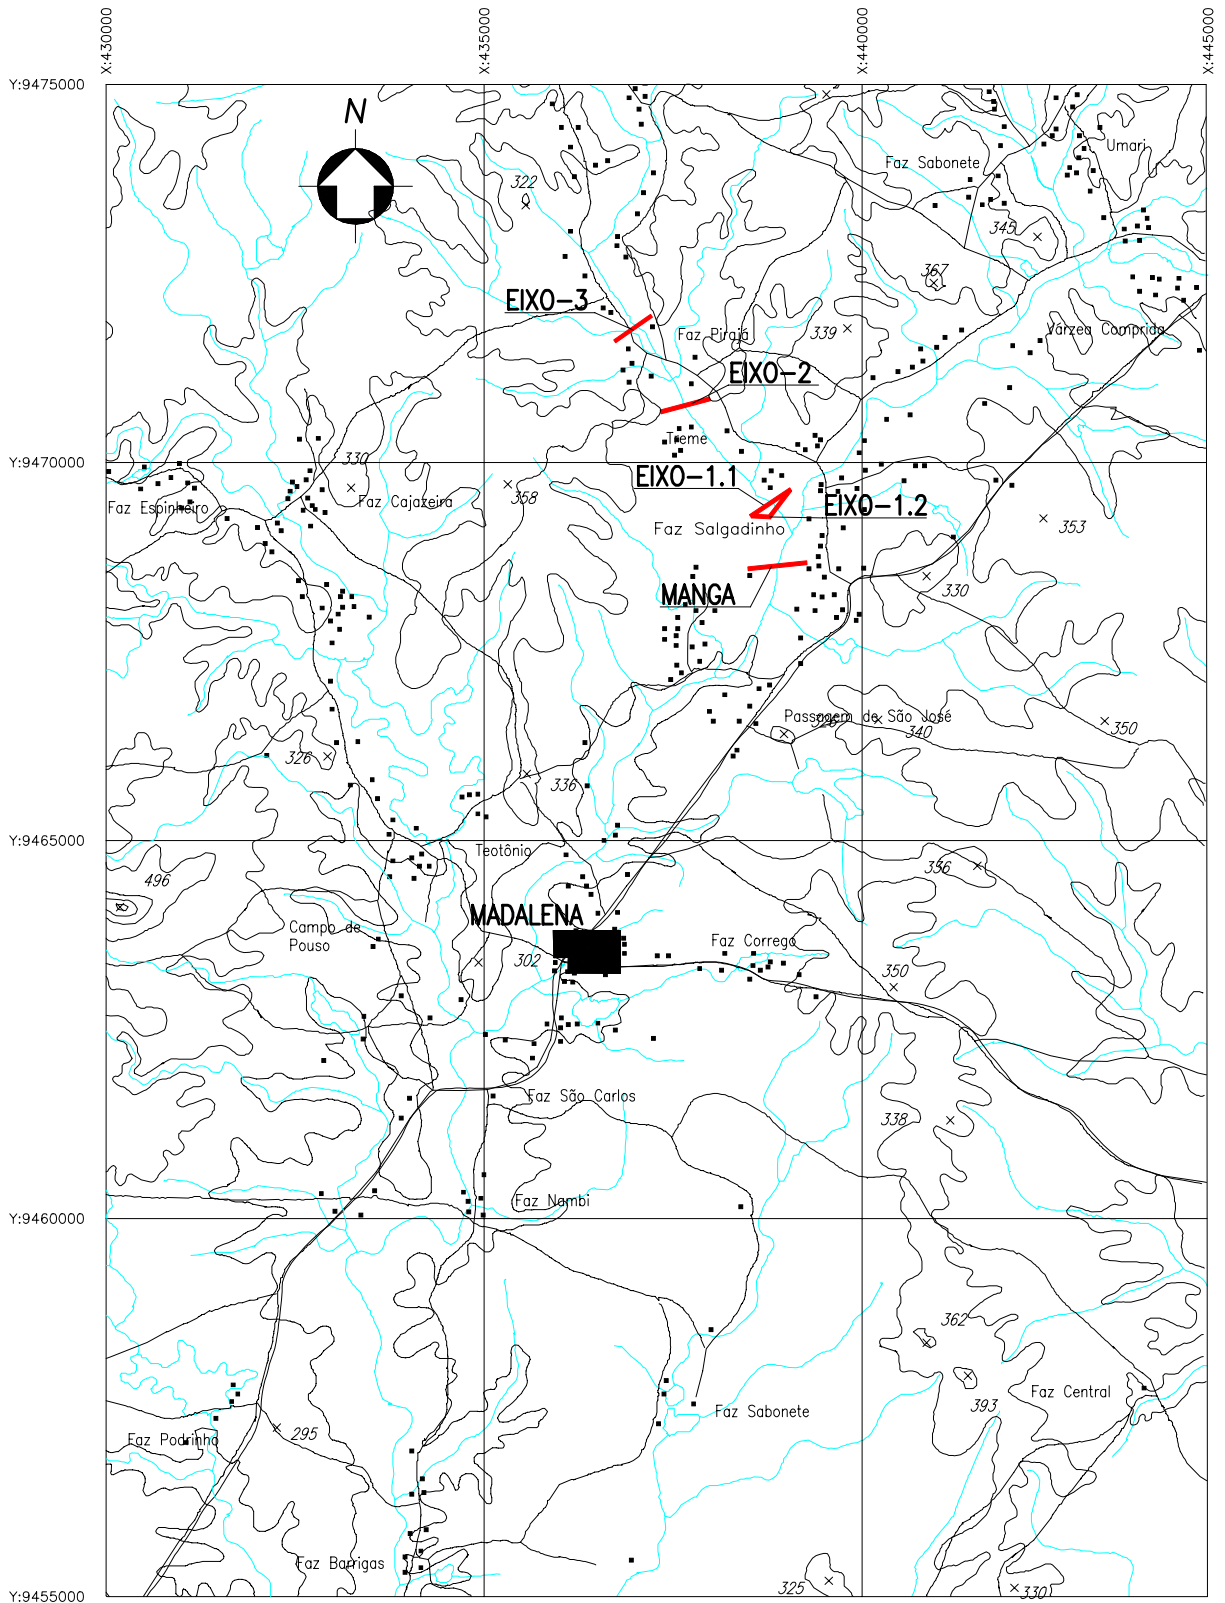 X:430000
X:435000
X:440000
X:445000
Y:9475000
N
322
Faz Sabonete
Umari
345
367
EIXO-3
Faz Pirajá
339
Várzea Comprida
EIXO-2
Treme
330
EIXO-1.1
Y:9470000
358
Faz Cajazeira
Faz Espinheiro
EIXO-1.2
Faz Salgadinho
353
MANGA
330
Passagem de São José
326
340
350
326
336
Y:9465000
Teotônio
336
496
MADALENA
Campo de
Pouso
302
Faz Corrego
350
Faz São Carlos
338
Faz Nambi
Y:9460000
362
393
Faz Central
Faz Sabonete
295
Faz Podrinho
Faz Barrigas
325
330
Y:9455000